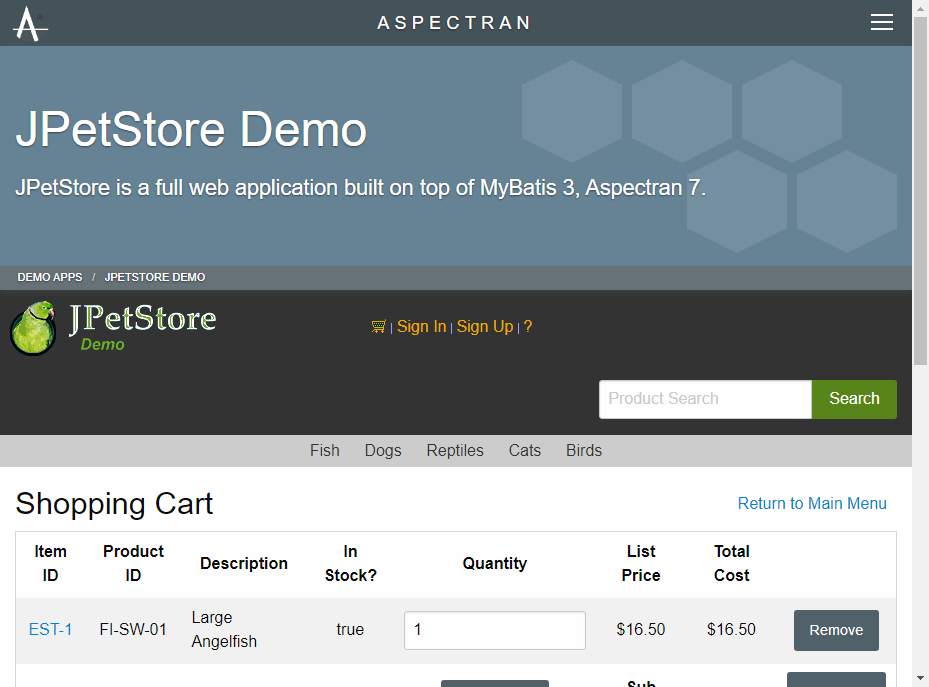 ASPECTRAN
JPetStore Demo
JPetStore is a full web application built on top of MyBatis 3, Aspectran 7.
DEMO APPS / JPETSTORE DEMO
JPetStore
Demo
| Sign In | Sign Up | ?
Product Search Search
Fish Dogs Reptiles Cats Birds
Shopping Cart Return to Main Menu
Item ID Product ID Description In Stock? Quantity List Price Total Cost
EST-1 FI-SW-01 Large Angelfish true 1 $16.50 $16.50 Remove
Sub